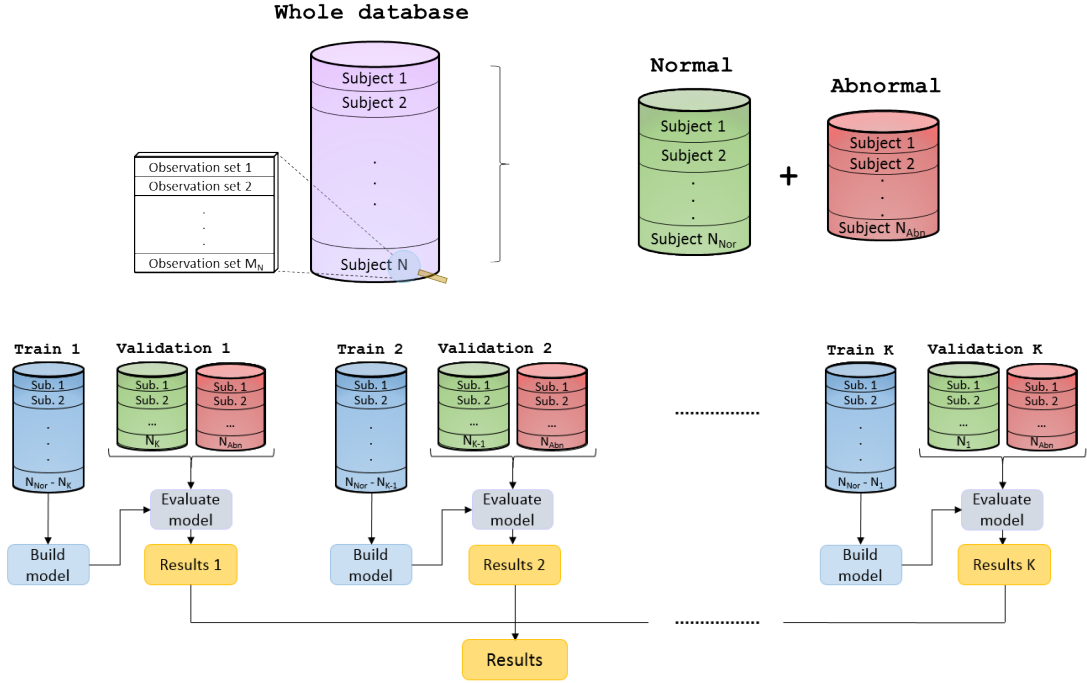 Whole database
Subject 1
Subject 2
.
.
.
Subject N
Observation set 1
Observation set 2
.
.
.
Observation set M_N
Normal
Subject 1
Subject 2
.
.
.
Subject N_Nor
+
Abnormal
Subject 1
Subject 2
.
.
.
Subject N_Abn
Train 1
Sub. 1
Sub. 2
.
.
.
N_Nor - N_K
Validation 1
Sub. 1
Sub. 2
...
N_K
Sub. 1
Sub. 2
...
N_Abn
Evaluate
model
Build
model
Results 1
Train 2
Sub. 1
Sub. 2
.
.
.
N_Nor - N_K-1
Validation 2
Sub. 1
Sub. 2
...
N_K-1
Sub. 1
Sub. 2
...
N_Abn
Evaluate
model
Build
model
Results 2
Train K
Sub. 1
Sub. 2
.
.
.
N_Nor - N_1
Validation K
Sub. 1
Sub. 2
...
N_1
Sub. 1
Sub. 2
...
N_Abn
Evaluate
model
Build
model
Results K
Results